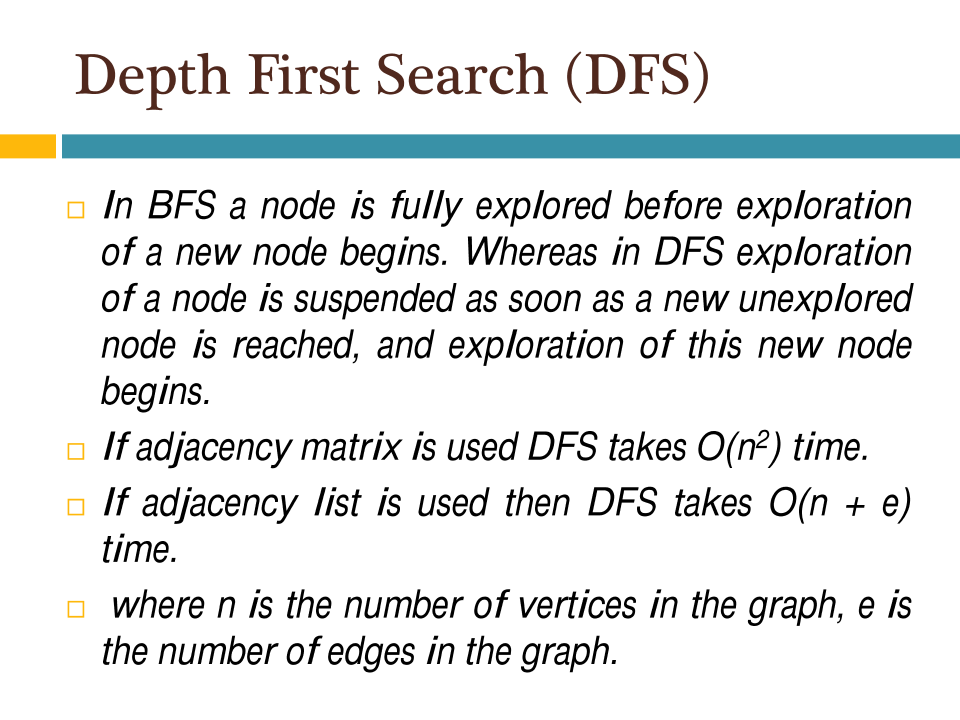 Depth First Search (DFS)
In BFS a node is fully explored before exploration
of a new node begins. Whereas in DFS exploration
of a node is suspended as soon as a new unexplored
node is reached, and exploration of this new node
begins.
If adjacency matrix is used DFS takes O(n²) time.
If adjacency list is used then DFS takes O(n + e)
time.
where n is the number of vertices in the graph, e is
the number of edges in the graph.